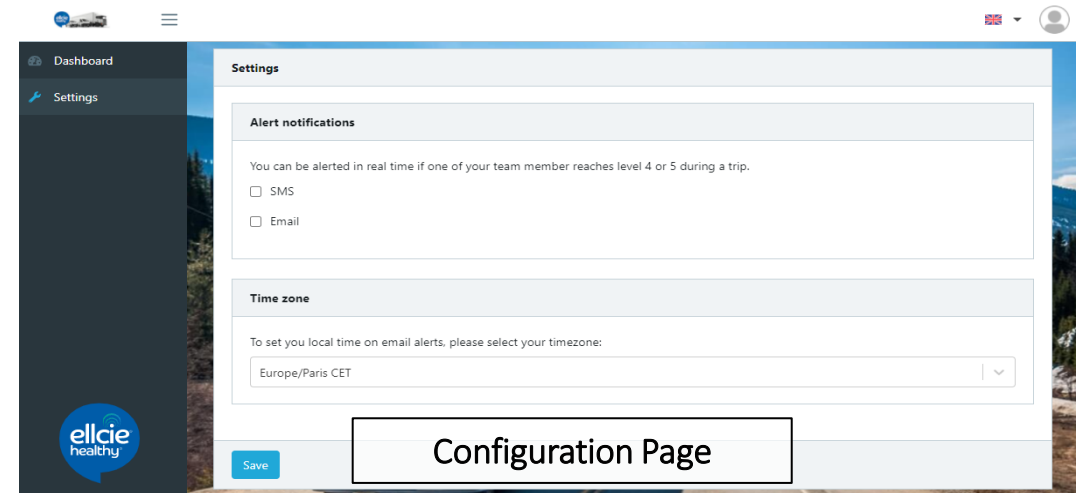 Dashboard
Settings
Settings
Alert notifications
You can be alerted in real time if one of your team member reaches level 4 or 5 during a trip.
SMS
Email
Time zone
To set you local time on email alerts, please select your timezone:
Europe/Paris CET
Save
Configuration Page
ellcie
healthy